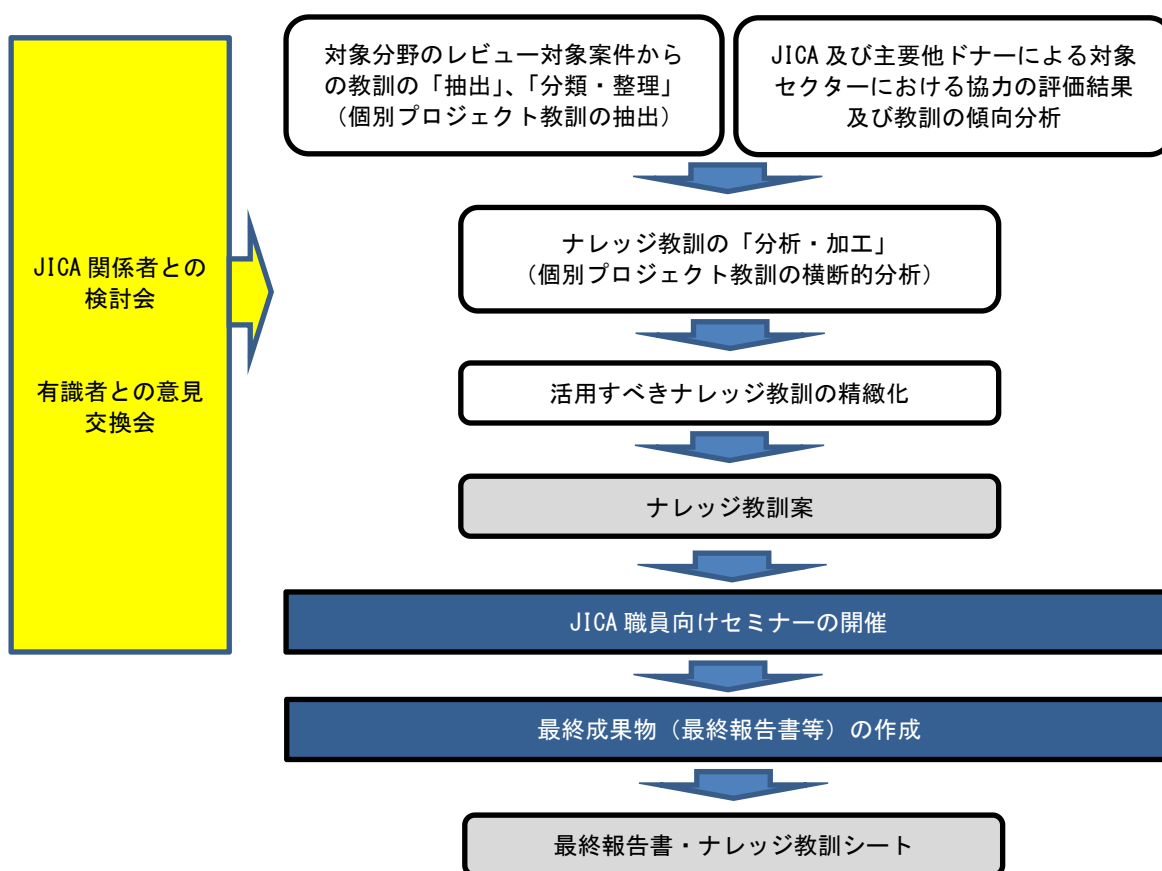 対象分野のレビュー対象案件から
の教訓の「抽出」、「分類・整理」
（個別プロジェクト教訓の抽出）
JICA 及び主要他ドナーによる対象
セクターにおける協力の評価結果
及び教訓の傾向分析
JICA 関係者との
検討会
有識者との意見
交換会
ナレッジ教訓の「分析・加工」
（個別プロジェクト教訓の横断的分析）
活用すべきナレッジ教訓の精緻化
ナレッジ教訓案
JICA 職員向けセミナーの開催
最終成果物（最終報告書等）の作成
最終報告書・ナレッジ教訓シート